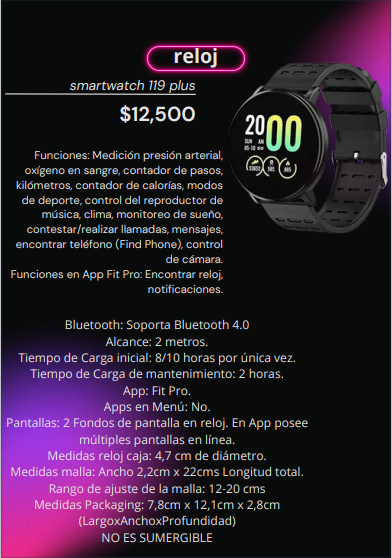 reloj
smartwatch 119 plus
$12,500
20 00
SUN AM
05-10
Funciones: Medición presión arterial,
oxígeno en sangre, contador de pasos,
kilómetros, contador de calorías, modos
de deporte, control del reproductor de
música, clima, monitoreo de sueño,
contestar/realizar llamadas, mensajes,
encontrar teléfono (Find Phone), control
de cámara.
Funciones en App Fit Pro: Encontrar reloj,
notificaciones.
Bluetooth: Soporta Bluetooth 4.0
Alcance: 2 metros.
Tiempo de Carga inicial: 8/10 horas por única vez.
Tiempo de Carga de mantenimiento: 2 horas.
App: Fit Pro.
Apps en Menú: No.
Pantallas: 2 Fondos de pantalla en reloj. En App posee
múltiples pantallas en línea.
Medidas reloj caja: 4,7 cm de diámetro.
Medidas malla: Ancho 2,2cm x 22cms Longitud total.
Rango de ajuste de la malla: 12-20 cms
Medidas Packaging: 7,8cm x 12,1cm x 2,8cm
(LargoxAnchoxProfundidad)
NO ES SUMERGIBLE